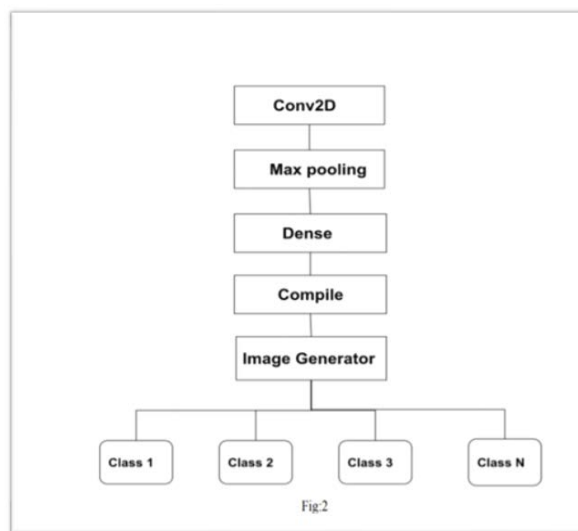 Conv2D
Max pooling
Dense
Compile
Image Generator
Class 1 Class 2 Class 3 Class N
Fig:2